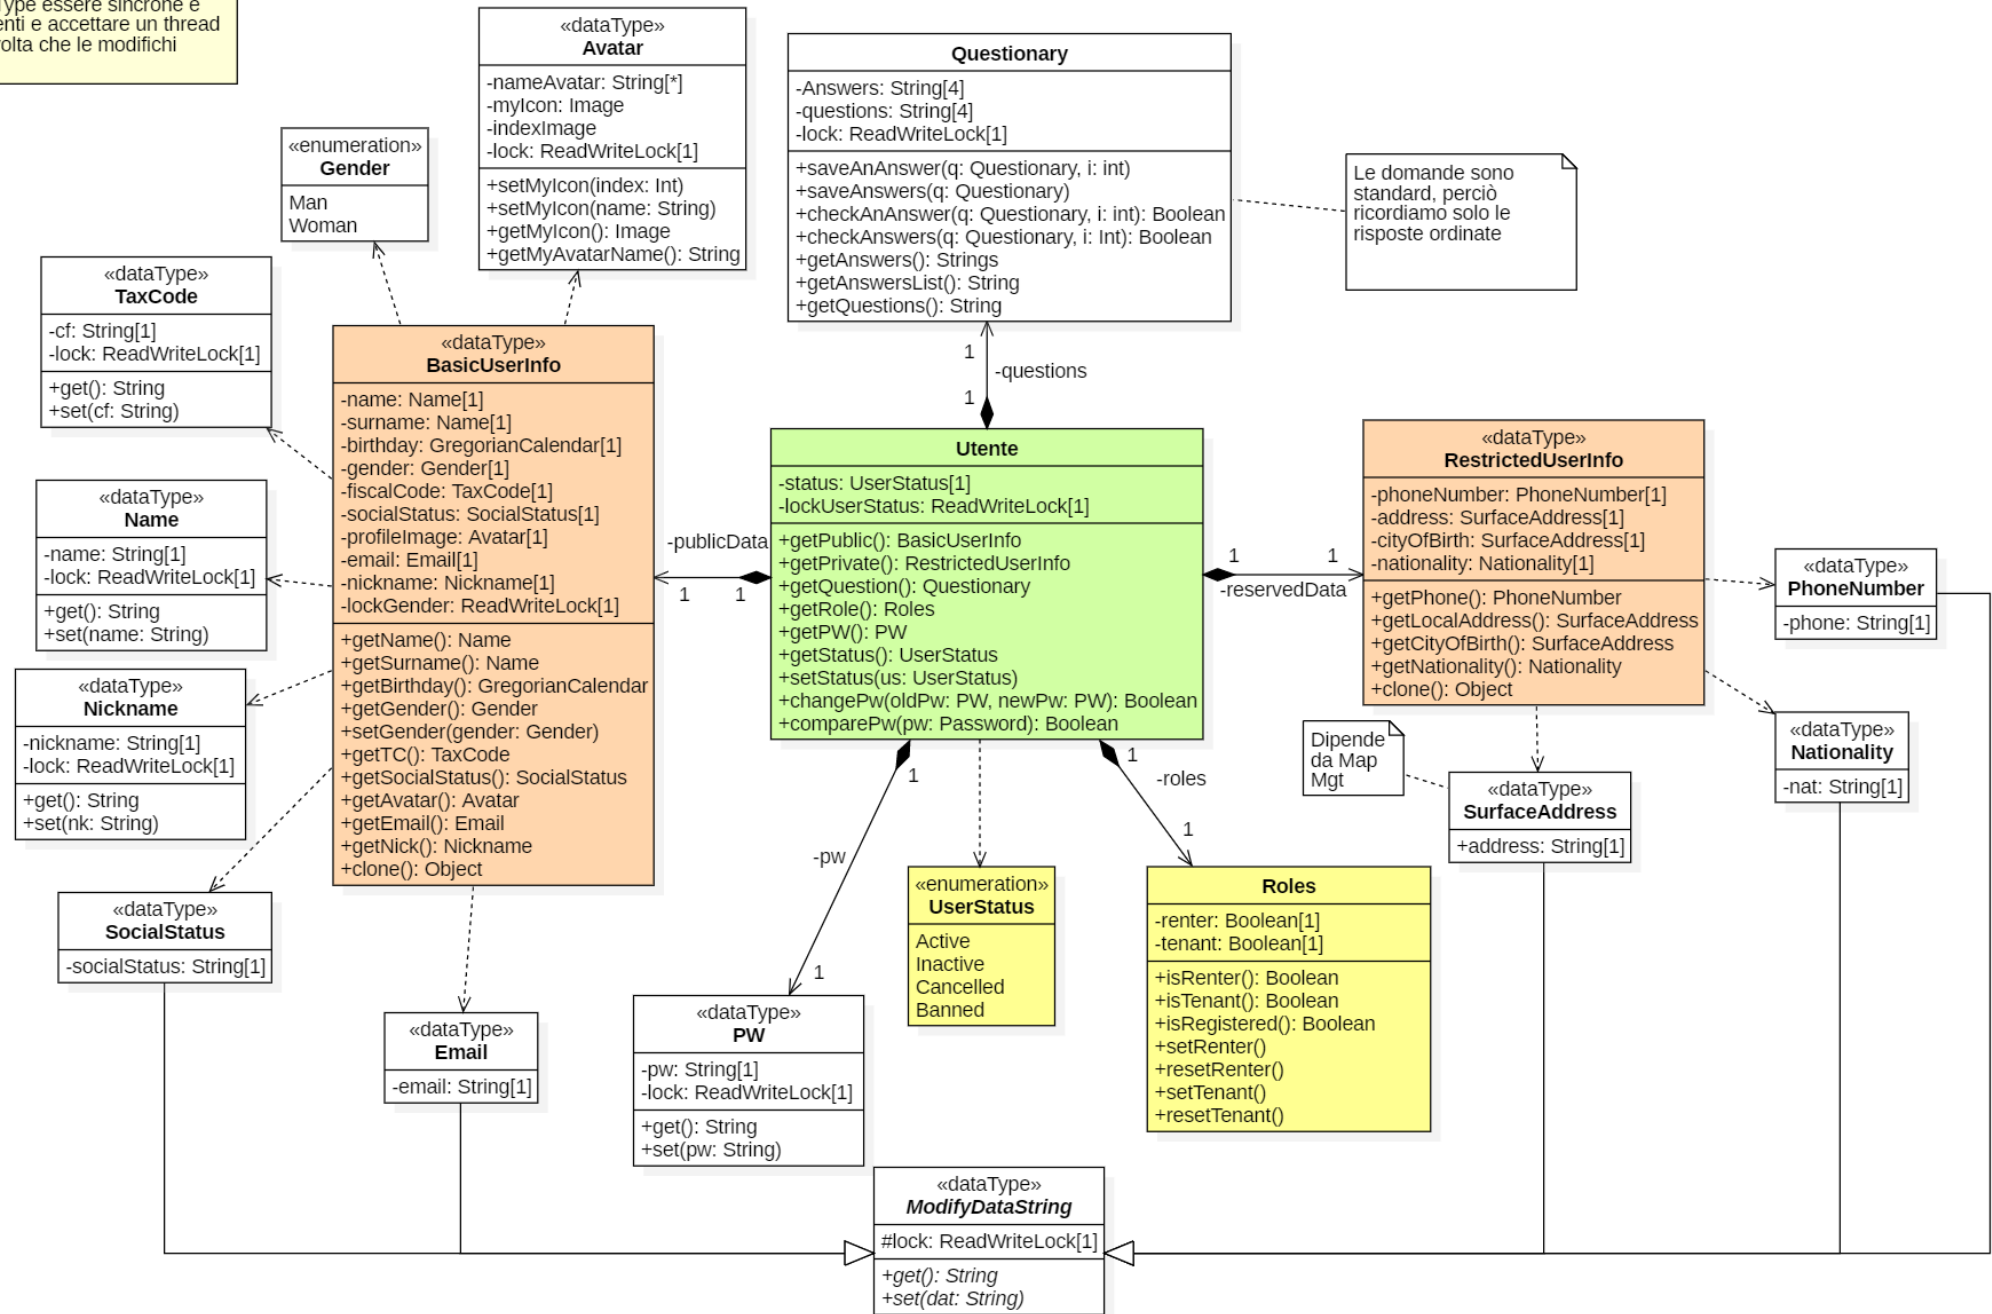 Type essere sincrone e
enti e accettare un thread
volta che le modifichi
«dataType»
Avatar
-nameAvatar: String[*]
-myIcon: Image
-indexImage
-lock: ReadWriteLock[1]
+setMyIcon(index: Int)
+setMyIcon(name: String)
+getMyIcon(): Image
+getMyAvatarName(): String
Questionary
-Answers: String[4]
-questions: String[4]
-lock: ReadWriteLock[1]
+saveAnAnswer(q: Questionary, i: int)
+saveAnswers(q: Questionary)
+checkAnAnswer(q: Questionary, i: int): Boolean
+checkAnswers(q: Questionary, i: Int): Boolean
+getAnswers(): Strings
+getAnswersList(): String
+getQuestions(): String
Le domande sono
standard, perciò
ricordiamo solo le
risposte ordinate
«enumeration»
Gender
Man
Woman
«dataType»
TaxCode
-cf: String[1]
-lock: ReadWriteLock[1]
+get(): String
+set(cf: String)
«dataType»
Name
-name: String[1]
-lock: ReadWriteLock[1]
+get(): String
+set(name: String)
«dataType»
Nickname
-nickname: String[1]
-lock: ReadWriteLock[1]
+get(): String
+set(nk: String)
«dataType»
SocialStatus
-socialStatus: String[1]
«dataType»
BasicUserInfo
-name: Name[1]
-surname: Name[1]
-birthday: GregorianCalendar[1]
-gender: Gender[1]
-fiscalCode: TaxCode[1]
-socialStatus: SocialStatus[1]
-profileImage: Avatar[1]
-email: Email[1]
-nickname: Nickname[1]
-lockGender: ReadWriteLock[1]
+getName(): Name
+getSurname(): Name
+getBirthday(): GregorianCalendar
+getGender(): Gender
+setGender(gender: Gender)
+getTC(): TaxCode
+getSocialStatus(): SocialStatus
+getAvatar(): Avatar
+getEmail(): Email
+getNick(): Nickname
+clone(): Object
«dataType»
Email
-email: String[1]
1
-questions
1
-publicData
1
1
Utente
-status: UserStatus[1]
-lockUserStatus: ReadWriteLock[1]
+getPublic(): BasicUserInfo
+getPrivate(): RestrictedUserInfo
+getQuestion(): Questionary
+getRole(): Roles
+getPW(): PW
+getStatus(): UserStatus
+setStatus(us: UserStatus)
+changePw(oldPw: PW, newPw: PW): Boolean
+comparePw(pw: Password): Boolean
1
1
-reservedData
«dataType»
RestrictedUserInfo
-phoneNumber: PhoneNumber[1]
-address: SurfaceAddress[1]
-cityOfBirth: SurfaceAddress[1]
-nationality: Nationality[1]
+getPhone(): PhoneNumber
+getLocalAddress(): SurfaceAddress
+getCityOfBirth(): SurfaceAddress
+getNationality(): Nationality
+clone(): Object
«dataType»
PhoneNumber
-phone: String[1]
«dataType»
Nationality
-nat: String[1]
Dipende
da Map
Mgt
«dataType»
SurfaceAddress
+address: String[1]
1
-pw
1
1
-roles
1
«dataType»
PW
-pw: String[1]
-lock: ReadWriteLock[1]
+get(): String
+set(pw: String)
«enumeration»
UserStatus
Active
Inactive
Cancelled
Banned
Roles
-renter: Boolean[1]
-tenant: Boolean[1]
+isRenter(): Boolean
+isTenant(): Boolean
+isRegistered(): Boolean
+setRenter()
+resetRenter()
+setTenant()
+resetTenant()
«dataType»
ModifyDataString
#lock: ReadWriteLock[1]
+get(): String
+set(dat: String)